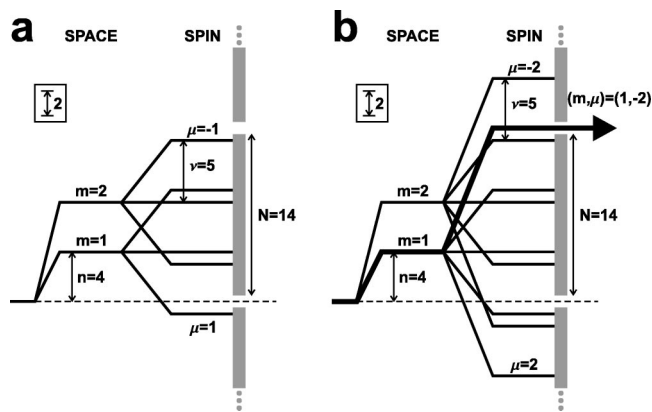 a
SPACE SPIN
2
μ=-1
ν=5
m=2
N=14
m=1
n=4
μ=1
b
SPACE SPIN
2
μ=-2
(m,μ)=(1,-2)
ν=5
m=2
N=14
m=1
n=4
μ=2